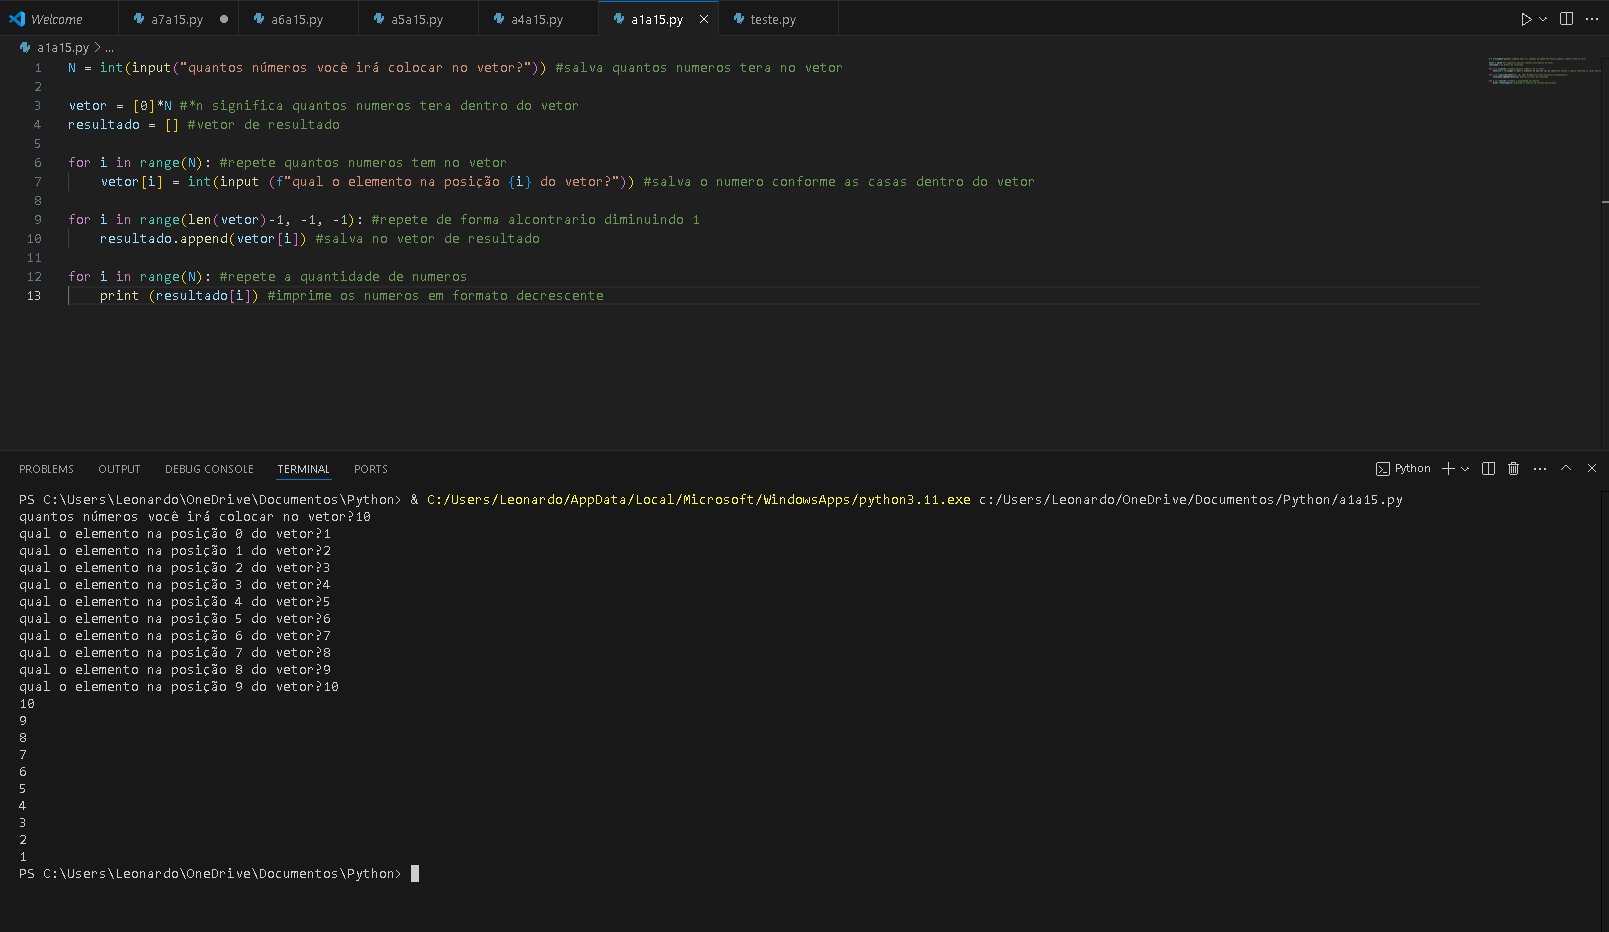 Welcome a7a15.py a6a15.py a5a15.py a4a15.py a1a15.py teste.py
a1a15.py > ...
1 N = int(input("quantos números você irá colocar no vetor?")) #salva quantos numeros tera no vetor
2
3 vetor = [0]*N #*n significa quantos numeros tera dentro do vetor
4 resultado = [] #vetor de resultado
5
6 for i in range(N): #repete quantos numeros tem no vetor
7 vetor[i] = int(input (f"qual o elemento na posição {i} do vetor?")) #salva o numero conforme as casas dentro do vetor
8
9 for i in range(len(vetor)-1, -1, -1): #repete de forma alcontrario diminuindo 1
10 resultado.append(vetor[i]) #salva no vetor de resultado
11
12 for i in range(N): #repete a quantidade de numeros
13 print (resultado[i]) #imprime os numeros em formato decrescente
PROBLEMS OUTPUT DEBUG CONSOLE TERMINAL PORTS Python
PS C:\Users\Leonardo\OneDrive\Documentos\Python> & C:/Users/Leonardo/AppData/Local/Microsoft/WindowsApps/python3.11.exe c:/Users/Leonardo/OneDrive/Documentos/Python/a1a15.py
quantos números você irá colocar no vetor?10
qual o elemento na posição 0 do vetor?1
qual o elemento na posição 1 do vetor?2
qual o elemento na posição 2 do vetor?3
qual o elemento na posição 3 do vetor?4
qual o elemento na posição 4 do vetor?5
qual o elemento na posição 5 do vetor?6
qual o elemento na posição 6 do vetor?7
qual o elemento na posição 7 do vetor?8
qual o elemento na posição 8 do vetor?9
qual o elemento na posição 9 do vetor?10
10
9
8
7
6
5
4
3
2
1
PS C:\Users\Leonardo\OneDrive\Documentos\Python>